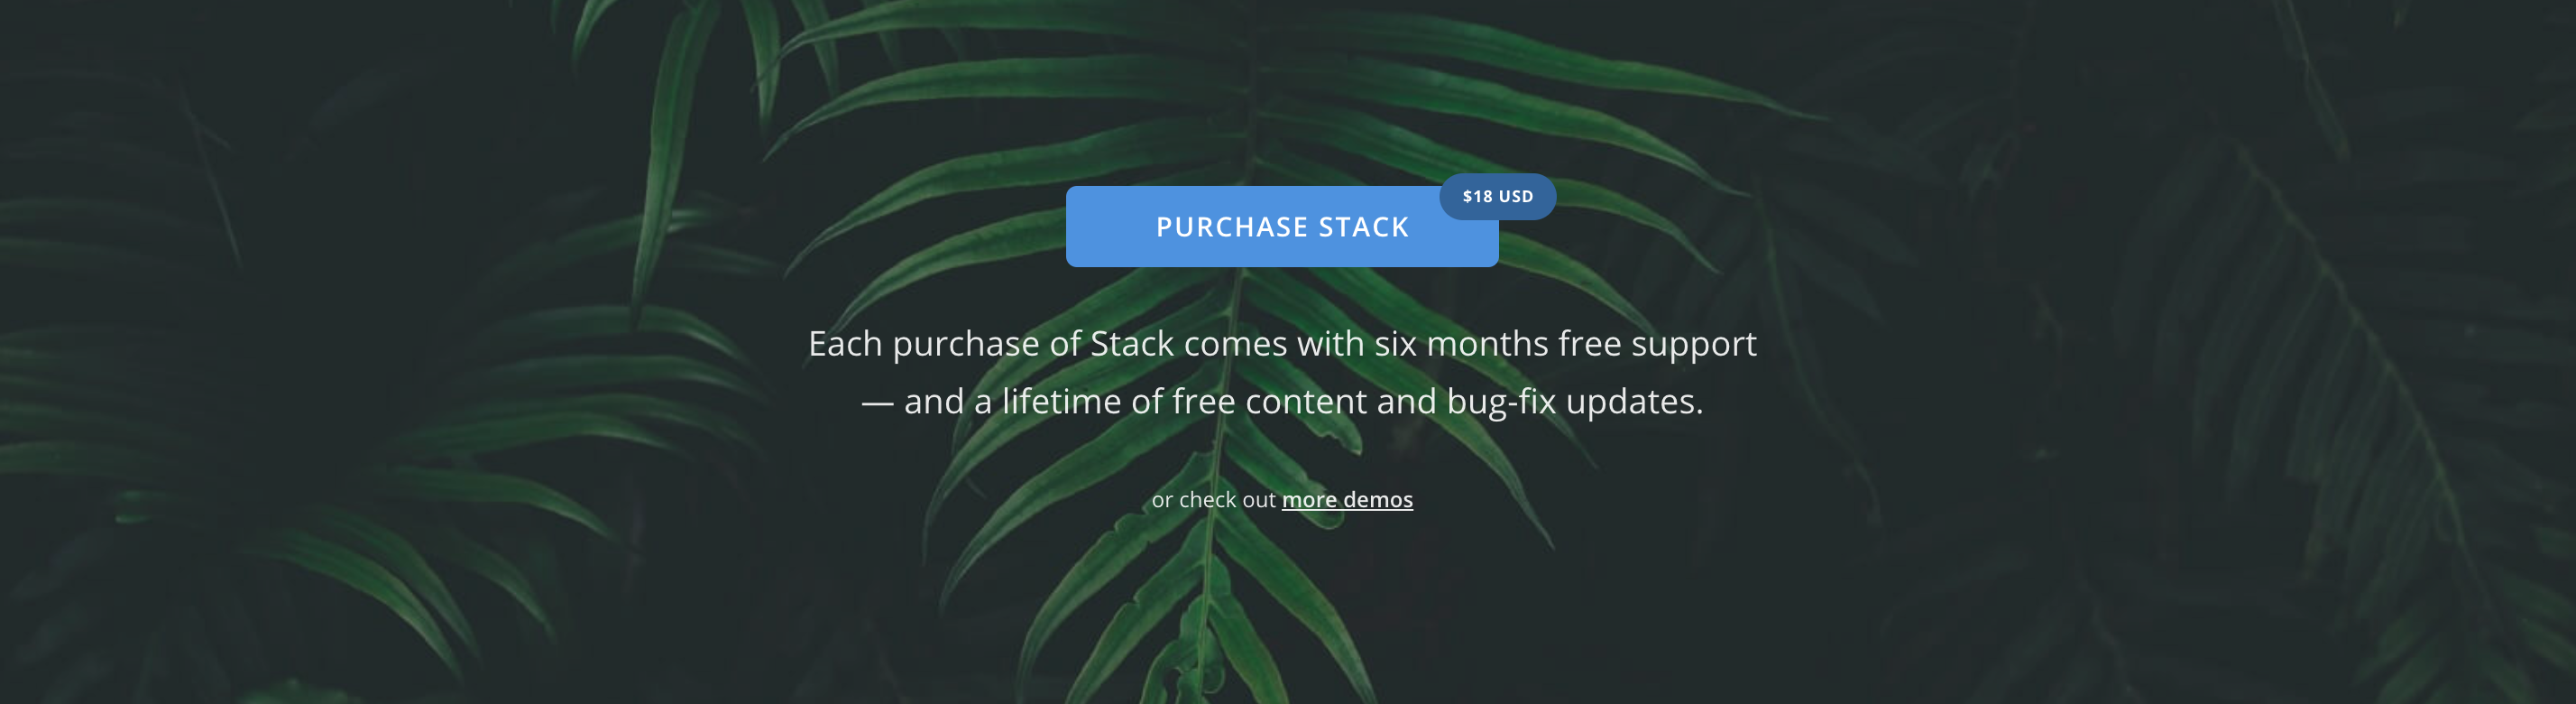 PURCHASE STACK
$18 USD
Each purchase of Stack comes with six months free support
— and a lifetime of free content and bug-fix updates.
or check out more demos